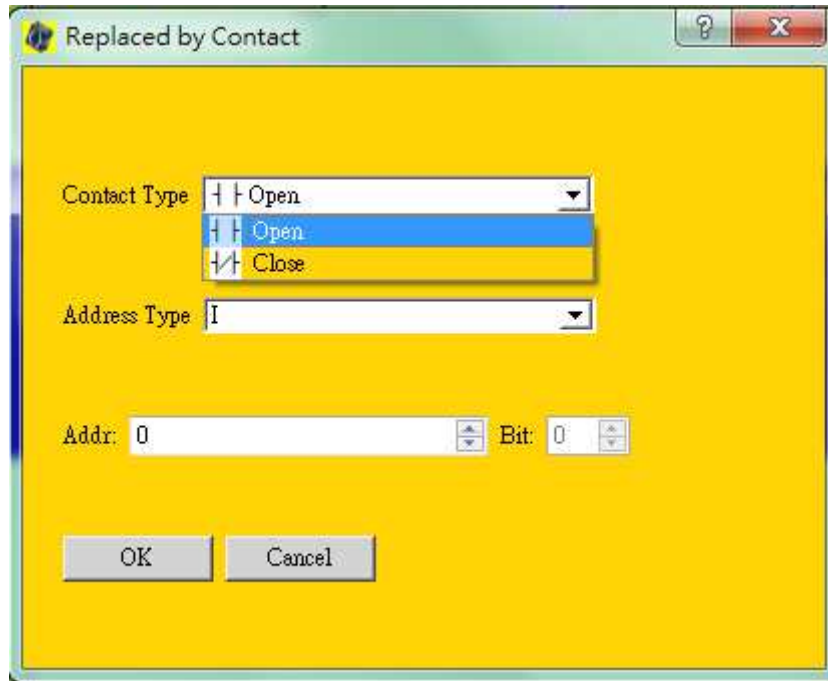 Replaced by Contact
Contact Type Open
Open
Close
Address Type I
Addr: 0 Bit: 0
OK Cancel